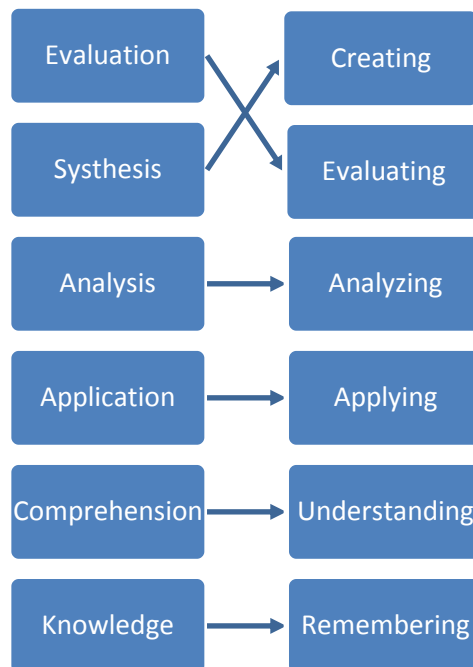 Evaluation
Creating
Systhesis
Evaluating
Analysis
Analyzing
Application
Applying
Comprehension
Understanding
Knowledge
Remembering